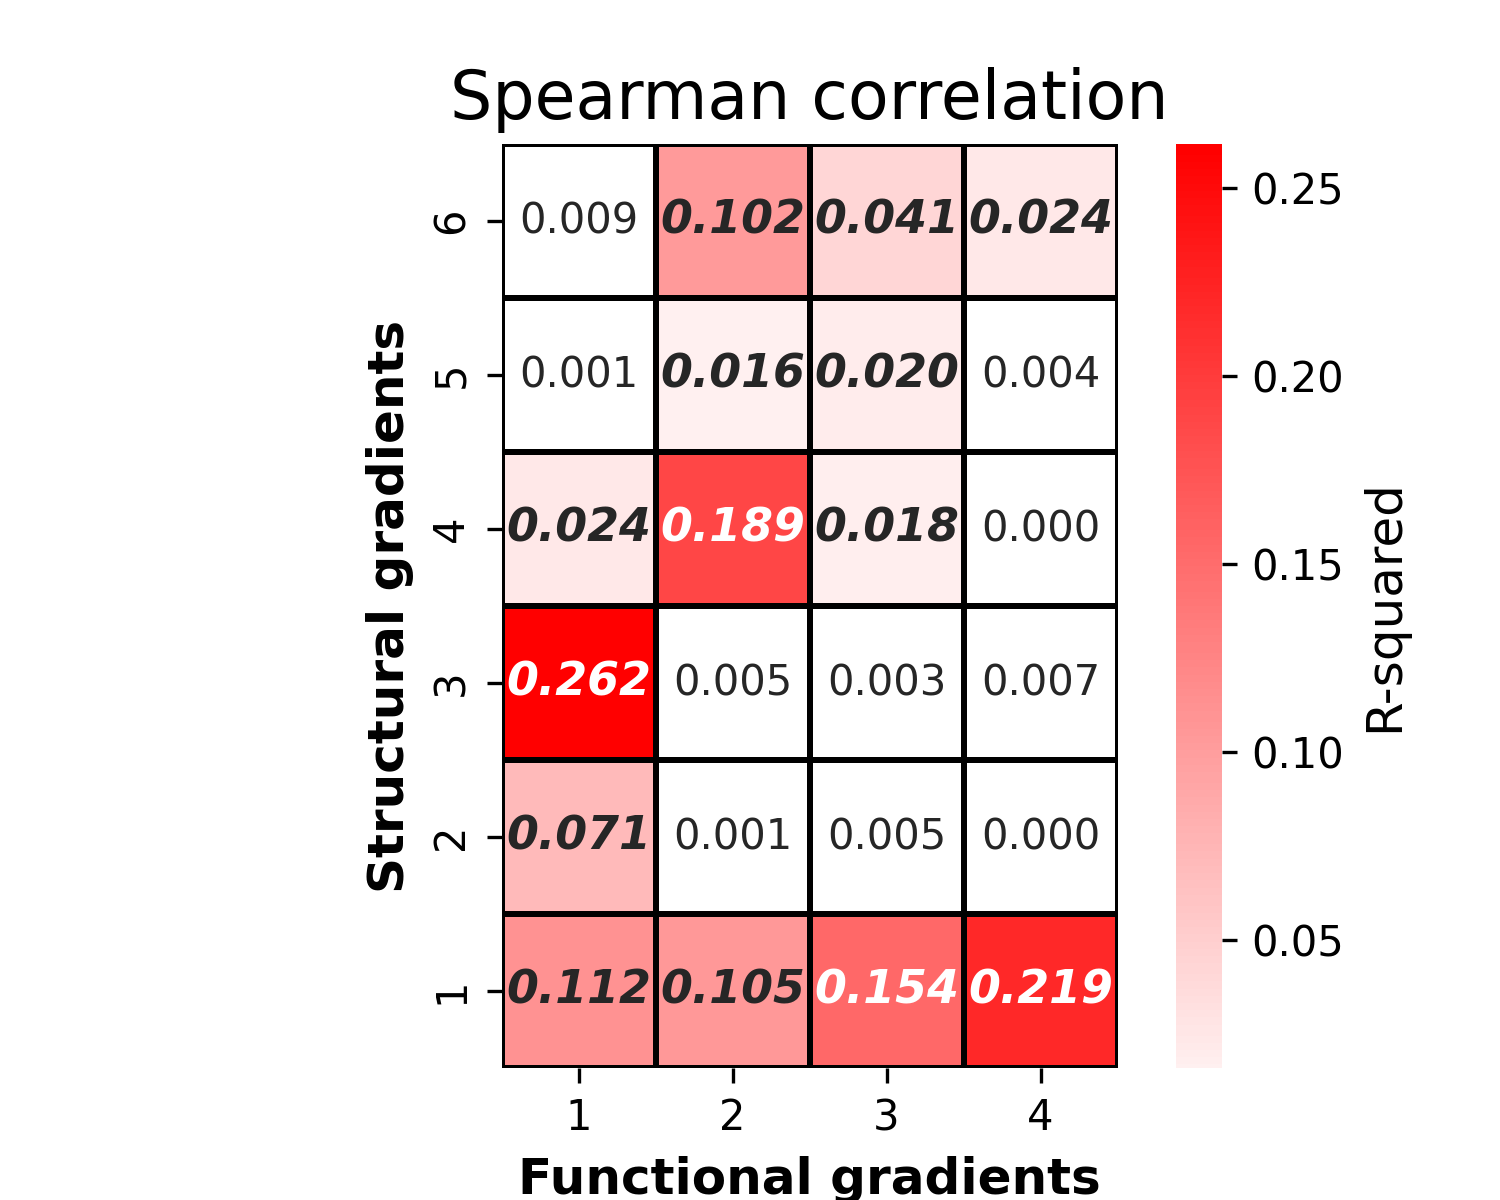 Spearman correlation
6 0.009 0.102 0.041 0.024
5 0.001 0.016 0.020 0.004
4 0.024 0.189 0.018 0.000
3 0.262 0.005 0.003 0.007
2 0.071 0.001 0.005 0.000
1 0.112 0.105 0.154 0.219
1 2 3 4
Functional gradients
Structural gradients
0.25
0.20
0.15
0.10
0.05
R-squared